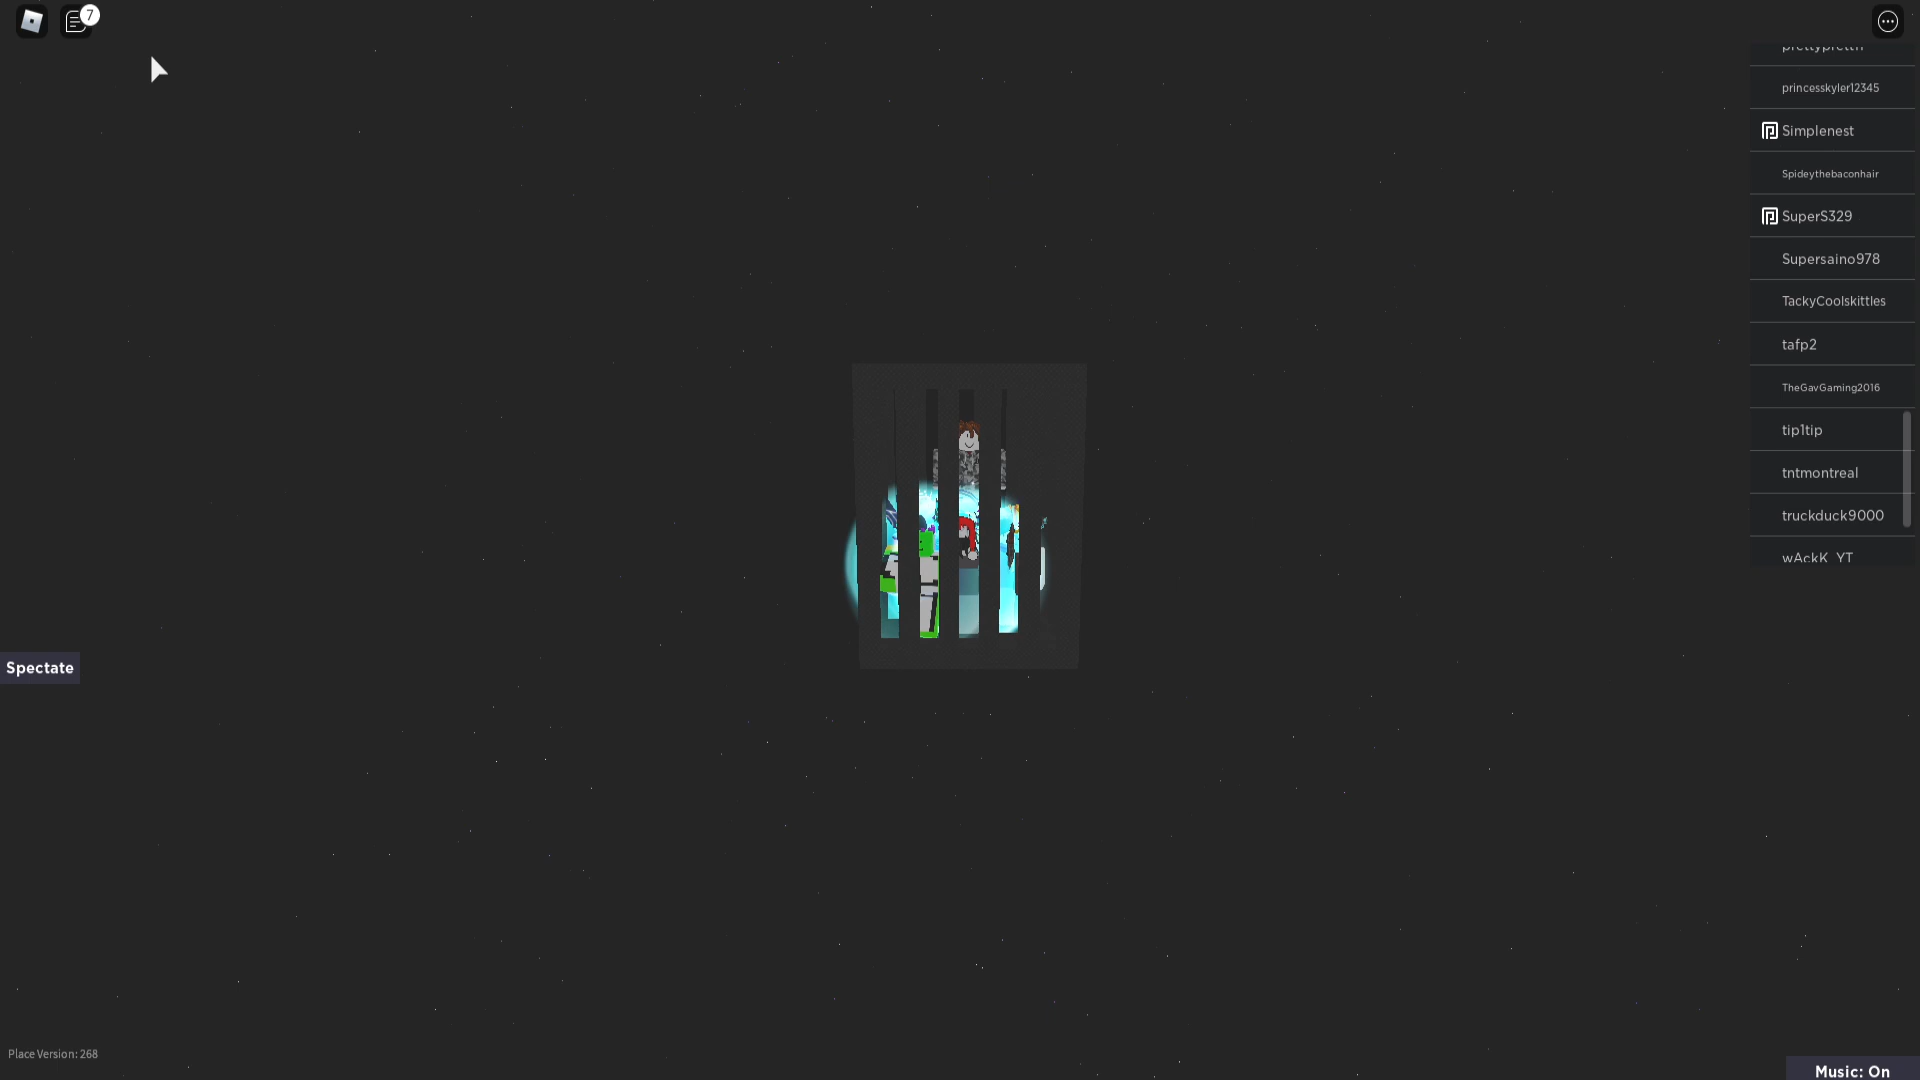 7
princesskyler12345
Simplenest
Spideythebaconhair
SuperS329
Supersaino978
TackyCoolskittles
tafp2
TheGavGaming2016
tip1tip
tntmontreal
truckduck9000
wAckK_YT
Spectate
Place Version: 268
Music: On